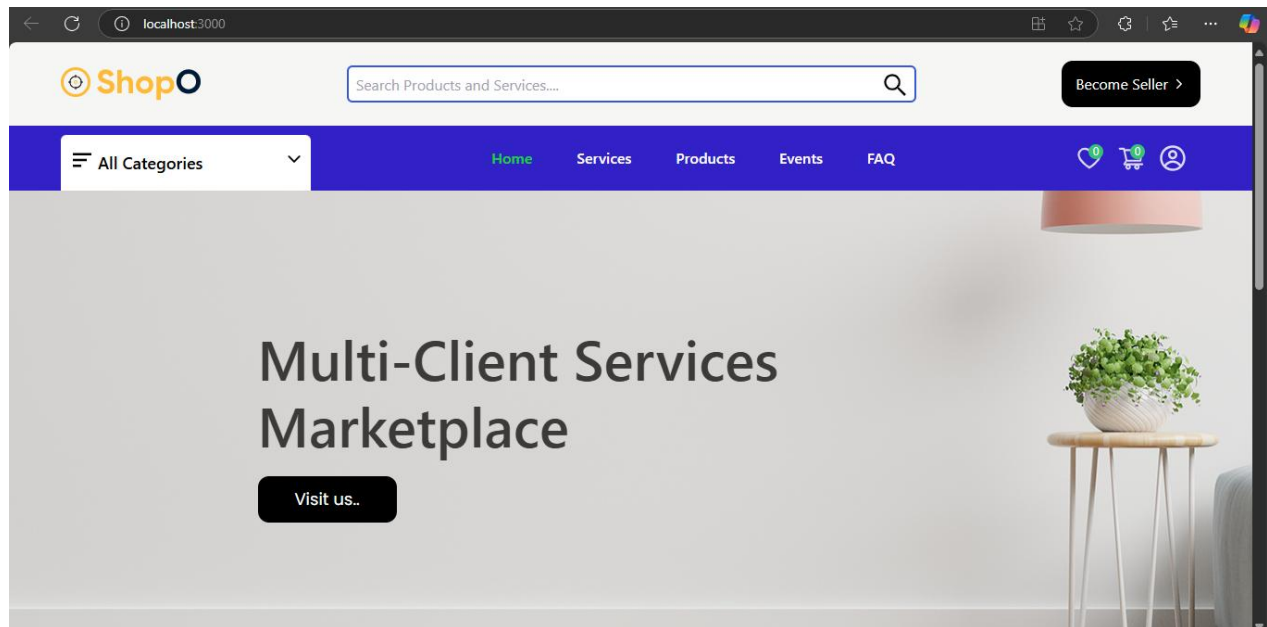 localhost:3000
ShopO
Search Products and Services....
Become Seller >
All Categories
Home Services Products Events FAQ
0 0
Multi-Client Services
Marketplace
Visit us..